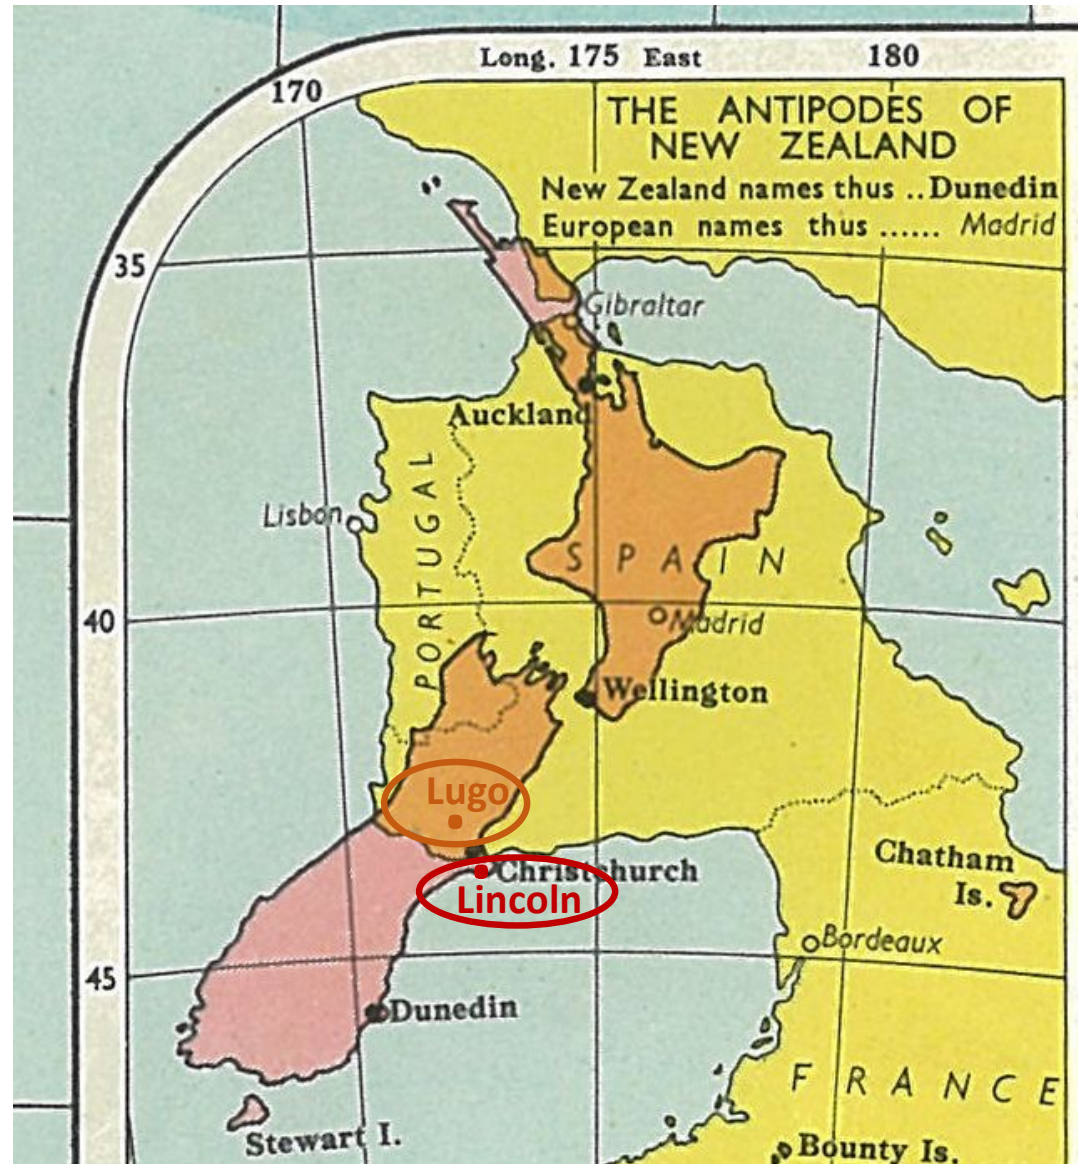 Long. 175 East 180
170
THE ANTIPODES OF
NEW ZEALAND
New Zealand names thus ..Dunedin
European names thus ...... Madrid
35
Gibraltar
Auckland
PORTUGAL
Lisbon
SPAIN
40
Madrid
Wellington
Lugo
Christchurch
Lincoln
Chatham
Is.
Bordeaux
45
Dunedin
FRANCE
Stewart I.
Bounty Is.